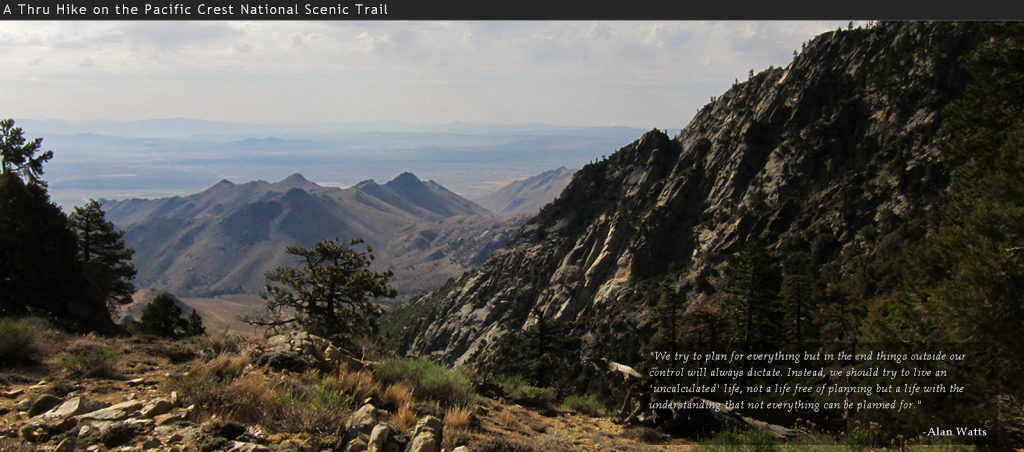 A Thru Hike on the Pacific Crest National Scenic Trail
"We try to plan for everything but in the end things outside our
control will always dictate. Instead, we should try to live an
'uncalculated' life, not a life free of planning but a life with the
understanding that not everything can be planned for."
-Alan Watts